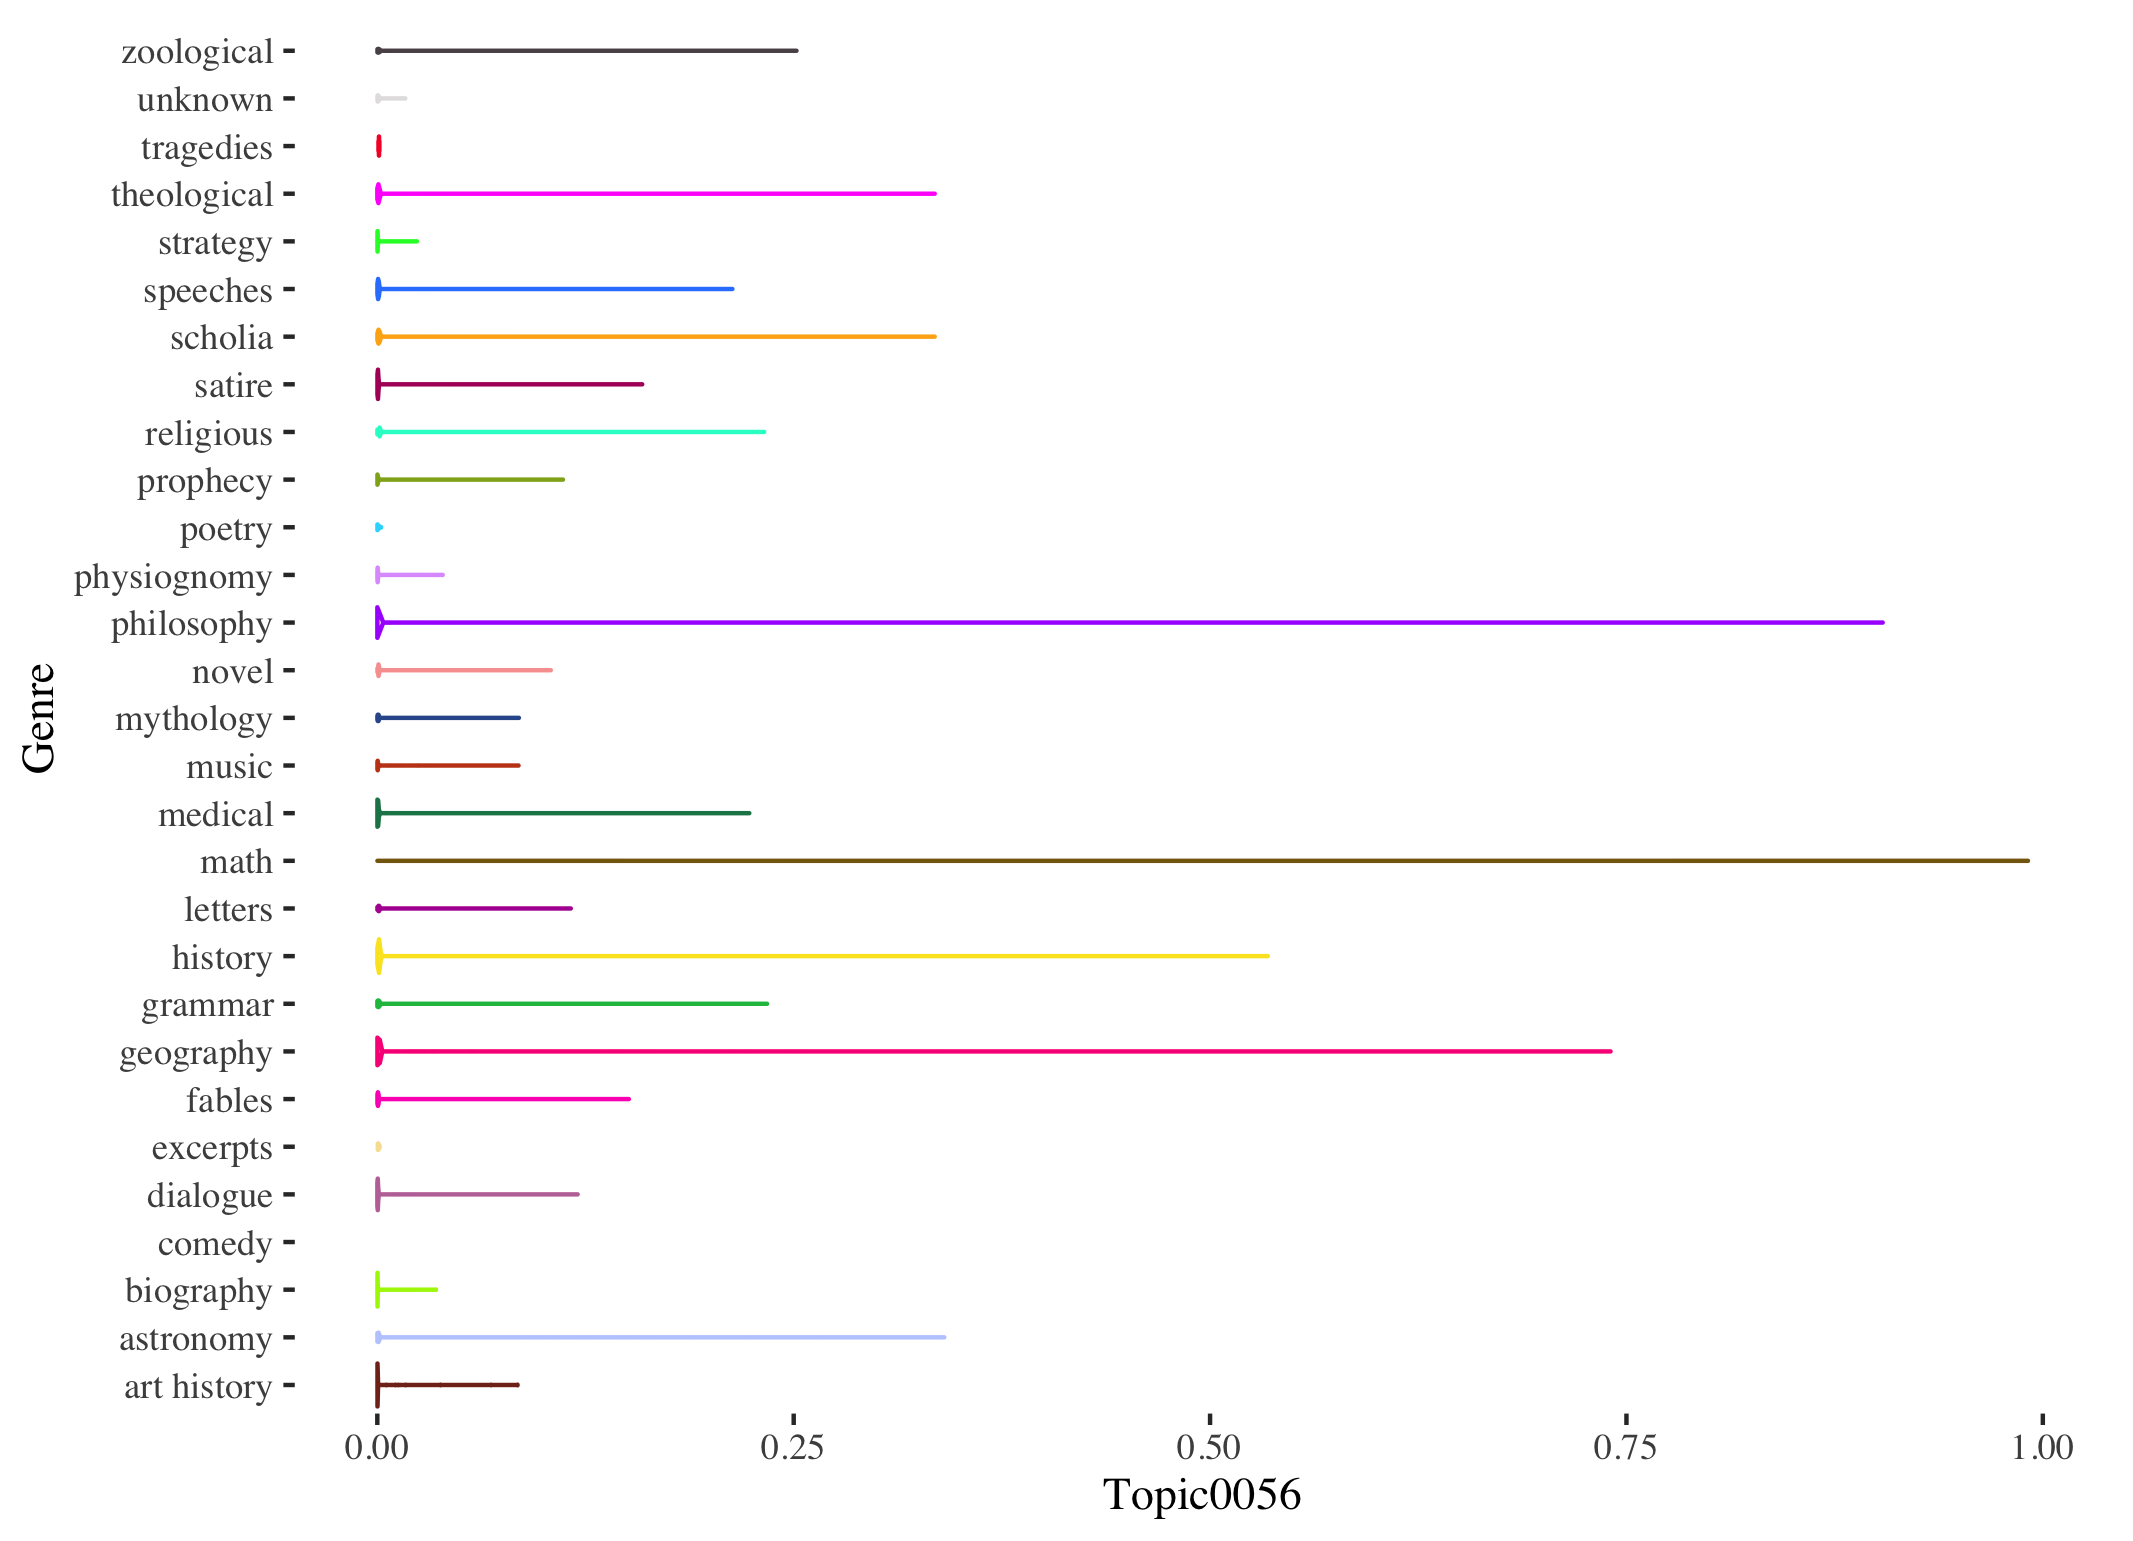 zoological
unknown
tragedies
theological
strategy
speeches
scholia
satire
religious
prophecy
poetry
physiognomy
philosophy
novel
mythology
music
medical
math
letters
history
grammar
geography
fables
excerpts
dialogue
comedy
biography
astronomy
art history
Genre
0.00 0.25 0.50 0.75 1.00
Topic0056